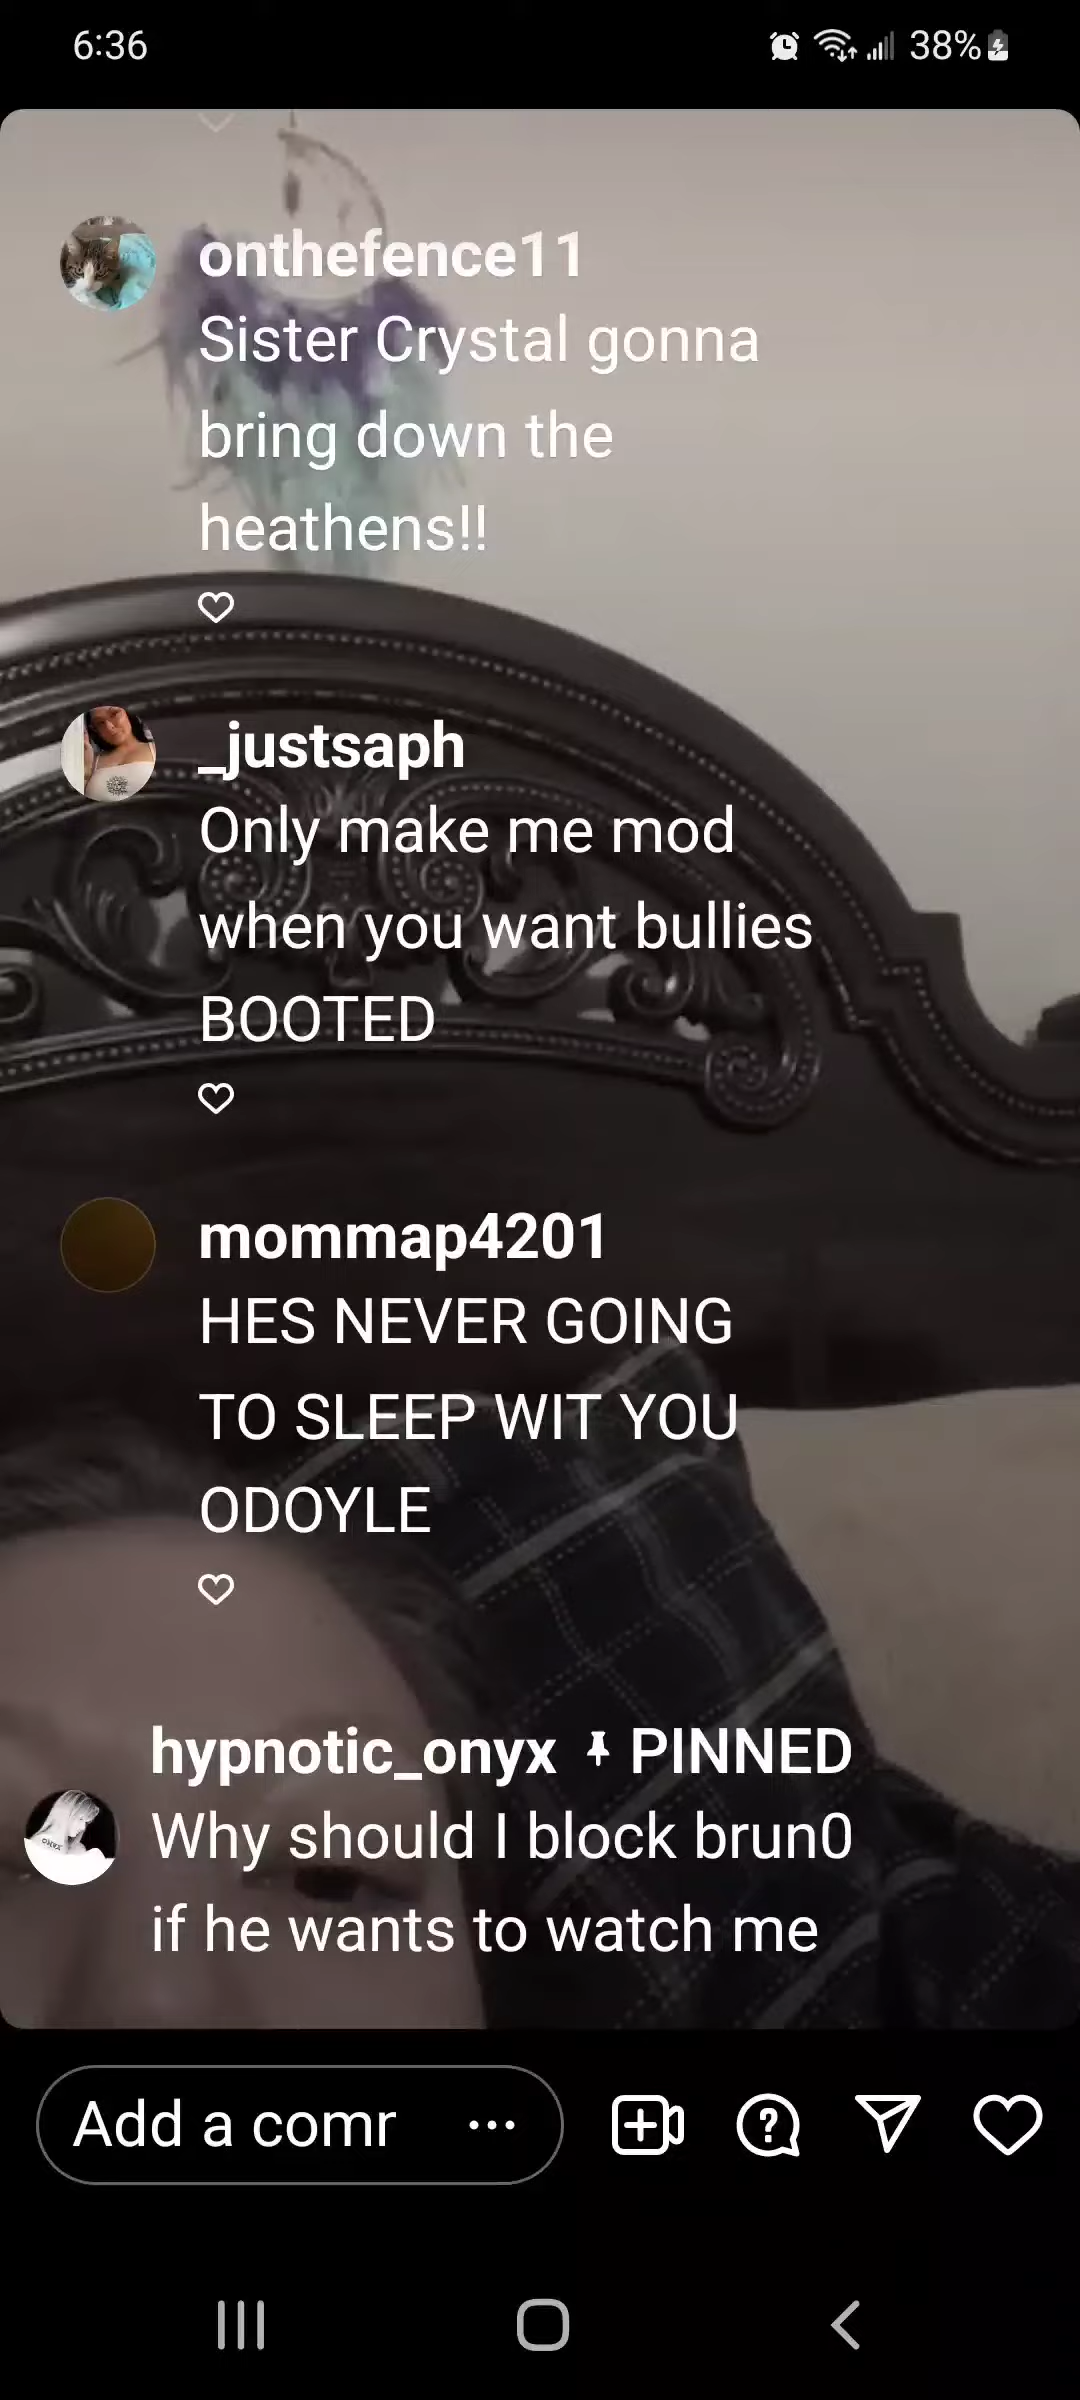 6:36
38%
onthefence11
Sister Crystal gonna
bring down the
heathens!!
_justsaph
Only make me mod
when you want bullies
BOOTED
mommap4201
HES NEVER GOING
TO SLEEP WIT YOU
ODOYLE
hypnotic_onyx PINNED
Why should I block brun0
if he wants to watch me
Add a comr